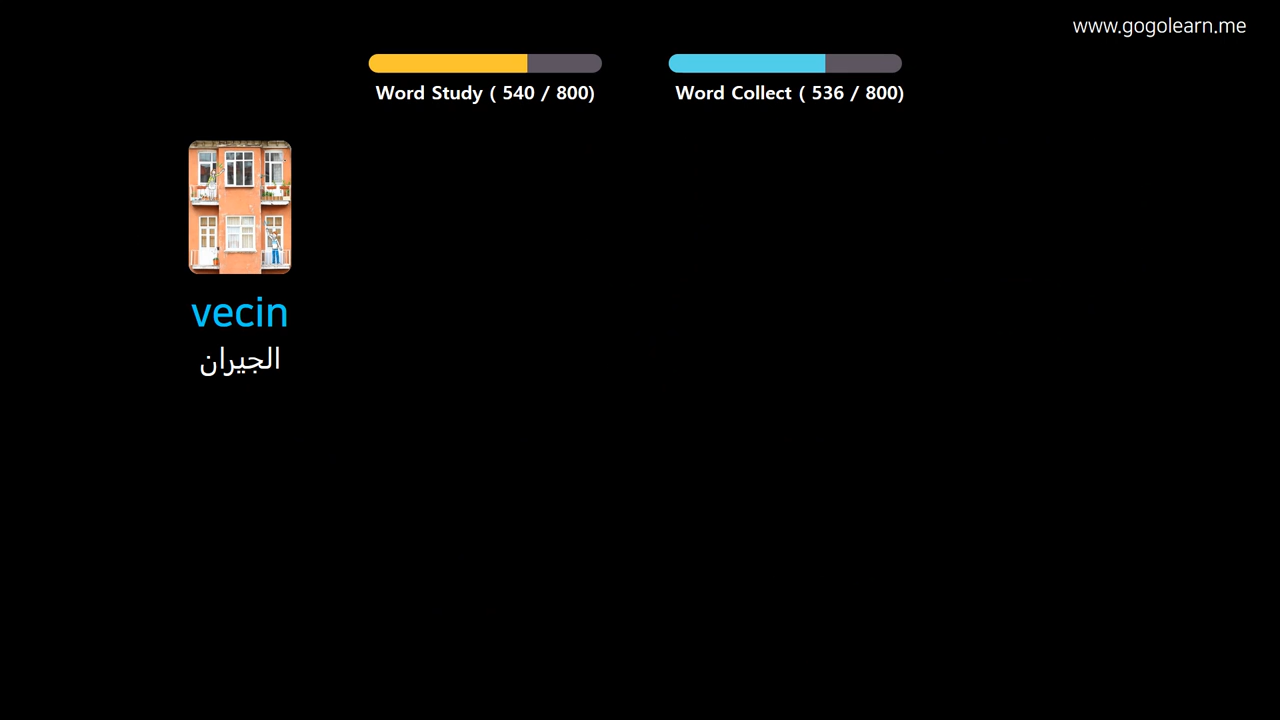 www.gogolearn.me
Word Study ( 540 / 800)
Word Collect ( 536 / 800)
vecin
الجيران